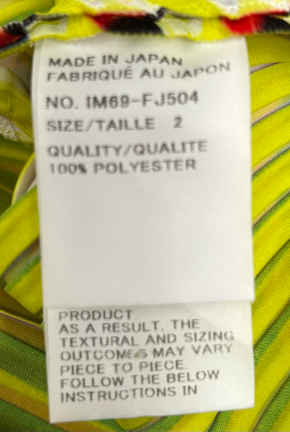 MADE IN JAPAN
FABRIQUÉ AU JAPON
NO. IM69-FJ504
SIZE/TAILLE 2
QUALITY/QUALITE
100% POLYESTER
PRODUCT
AS A RESULT, THE
TEXTURAL AND SIZING
OUTCOMES MAY VARY
PIECE TO PIECE.
FOLLOW THE BELOW
INSTRUCTIONS IN